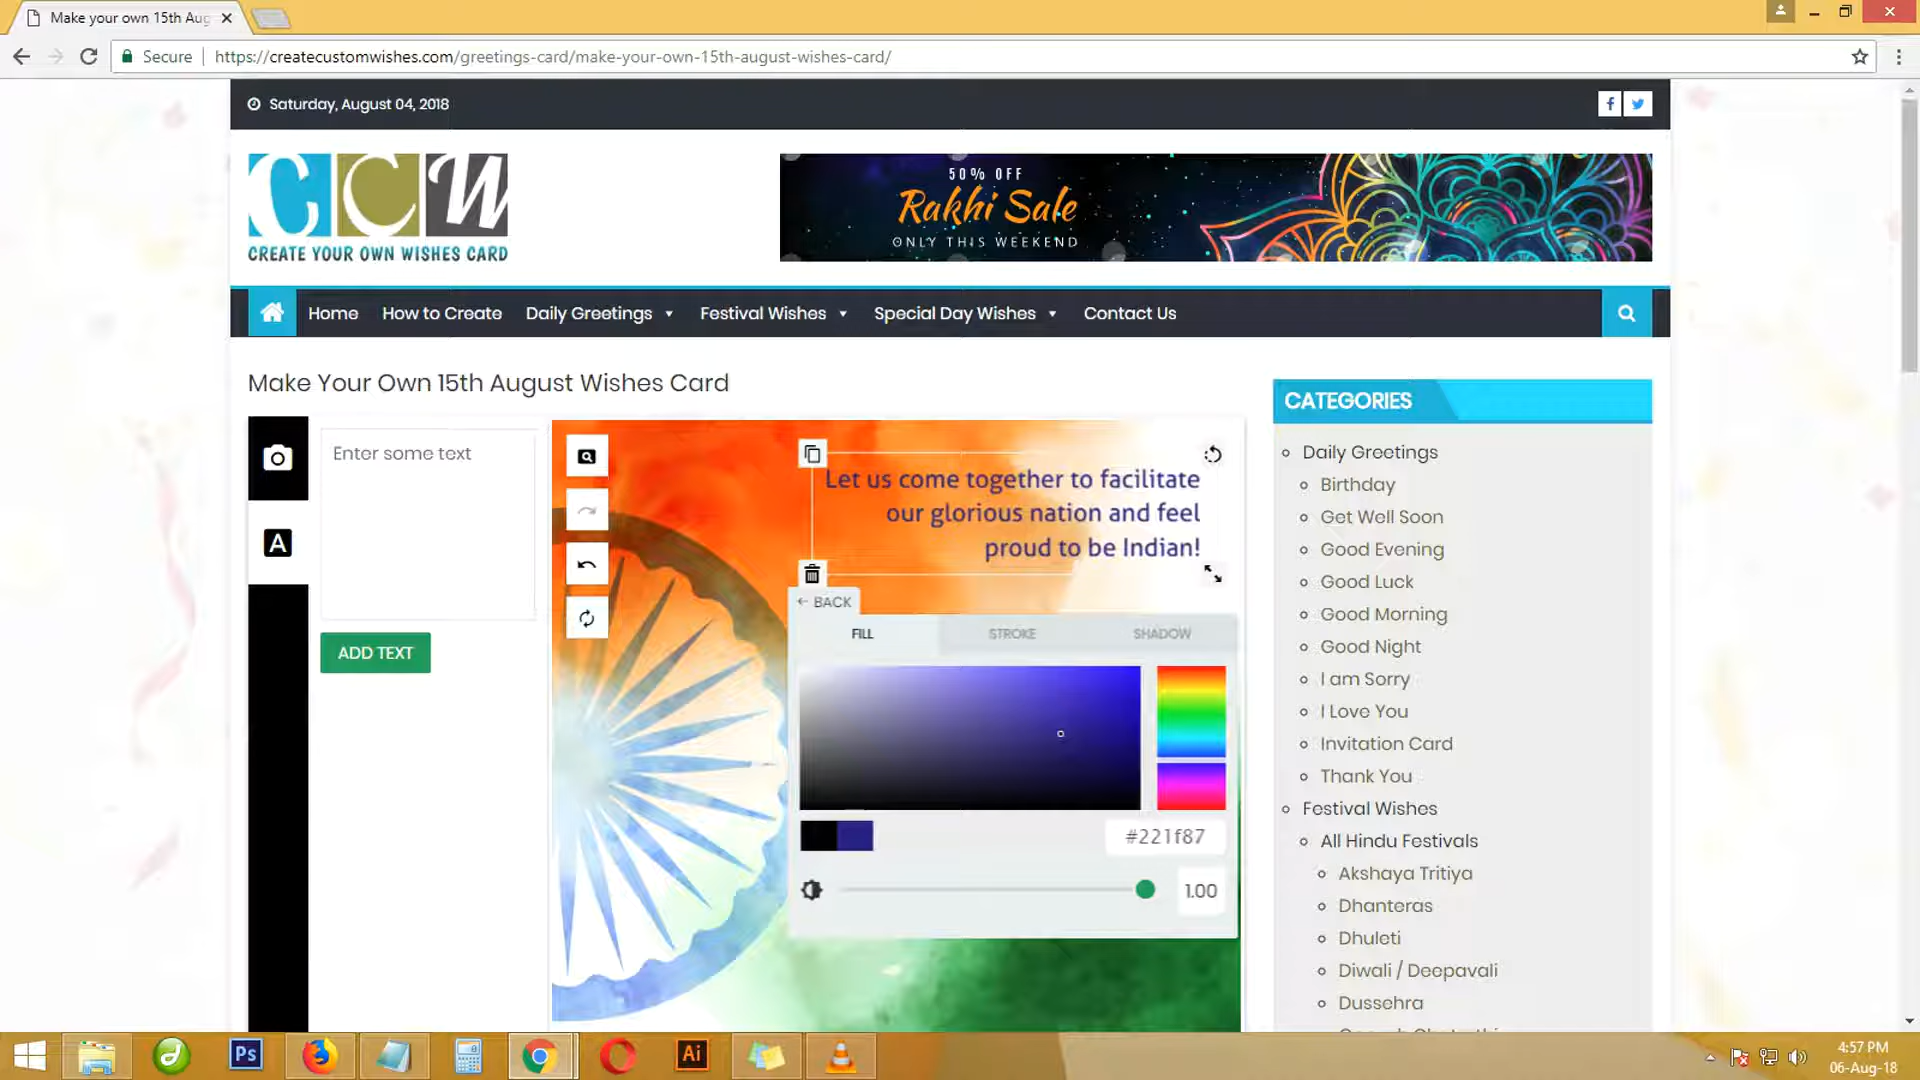 Make your own 15th Aug
Secure
https://createcustomwishes.com/greetings-card/make-your-own-15th-august-wishes-card/
Saturday, August 04, 2018
CCW
CREATE YOUR OWN WISHES CARD
50% OFF
Rakhi Sale
ONLY THIS WEEKEND
Home
How to Create
Daily Greetings
Festival Wishes
Special Day Wishes
Contact Us
Make Your Own 15th August Wishes Card
Enter some text
A
ADD TEXT
Let us come together to facilitate
our glorious nation and feel
proud to be Indian!
BACK
FILL
STROKE
SHADOW
#221f87
1.00
CATEGORIES
Daily Greetings
Birthday
Get Well Soon
Good Evening
Good Luck
Good Morning
Good Night
I am Sorry
I Love You
Invitation Card
Thank You
Festival Wishes
All Hindu Festivals
Akshaya Tritiya
Dhanteras
Dhuleti
Diwali / Deepavali
Dussehra
Ps
Ai
4:57 PM
06-Aug-18